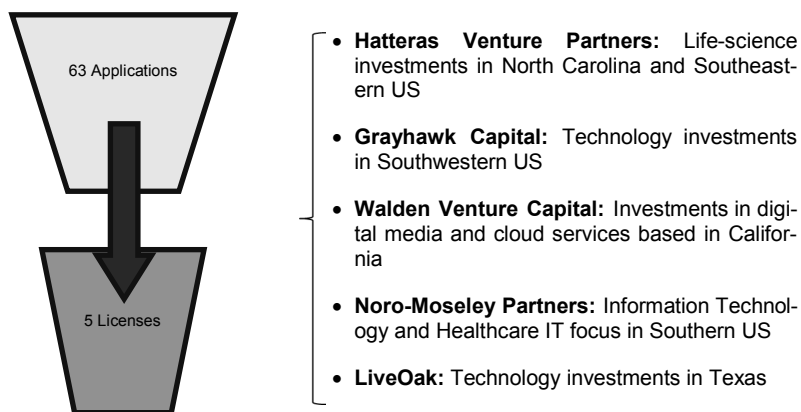 63 Applications
5 Licenses
• Hatteras Venture Partners: Life-science
investments in North Carolina and Southeast-
ern US
• Grayhawk Capital: Technology investments
in Southwestern US
• Walden Venture Capital: Investments in digi-
tal media and cloud services based in Califor-
nia
• Noro-Moseley Partners: Information Technol-
ogy and Healthcare IT focus in Southern US
• LiveOak: Technology investments in Texas